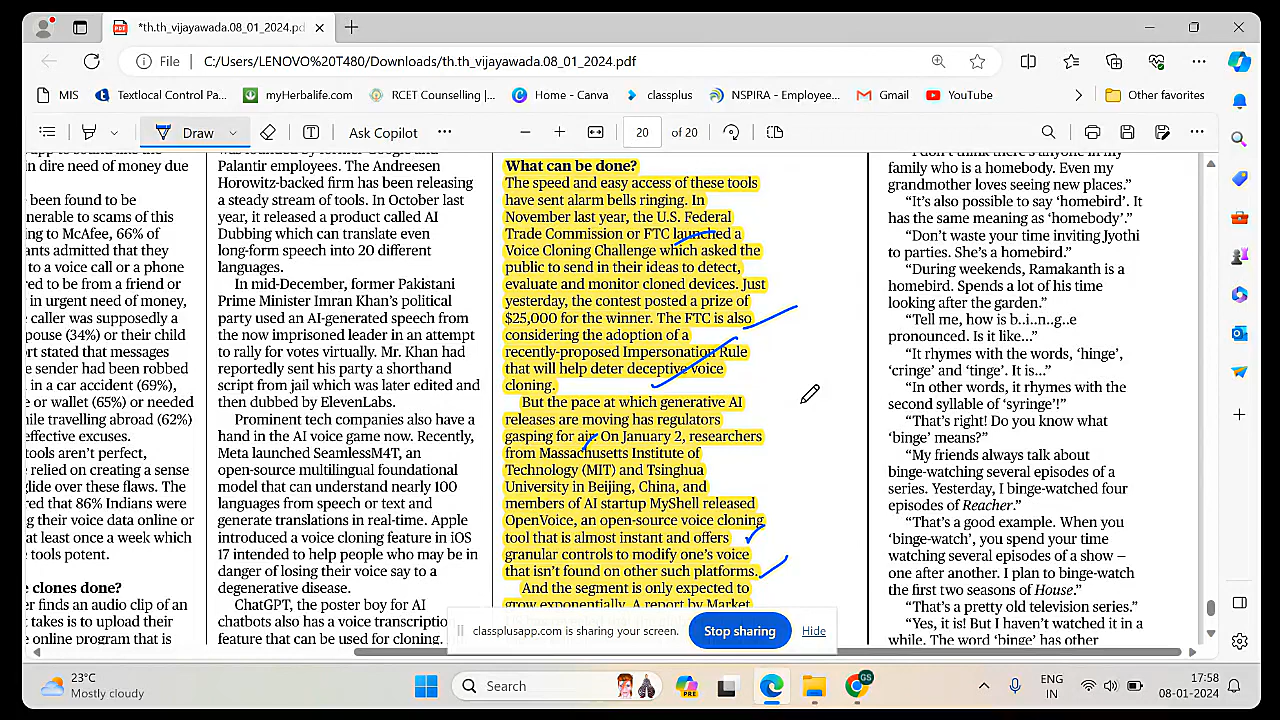 *th.th_vijayawada.08_01_2024.pd
File
C:/Users/LENOVO%20T480/Downloads/th.th_vijayawada.08_01_2024.pdf
MIS
Textlocal Control Pa...
myHerbalife.com
RCET Counselling |...
Home - Canva
classplus
NSPIRA - Employee...
Gmail
YouTube
Other favorites
Draw
Ask Copilot
20 of 20
in dire need of money due
been found to be
nerable to scams of this
ng to McAfee, 66% of
ants admitted that they
to a voice call or a phone
red to be from a friend or
in urgent need of money,
e caller was supposedly a
pouse (34%) or their child
rt stated that messages
sender had been robbed
l in a car accident (69%),
e or wallet (65%) or needed
hile travelling abroad (62%)
effective excuses.
tools aren't perfect,
relied on creating a sense
glide over these flaws. The
red that 86% Indians were
ng their voice data online or
at least once a week which
tools potent.
e clones done?
er finds an audio clip of an
takes is to upload their
online program that is
Palantir employees. The Andreesen
Horowitz-backed firm has been releasing
a steady stream of tools. In October last
year, it released a product called AI
Dubbing which can translate even
long-form speech into 20 different
languages.
In mid-December, former Pakistani
Prime Minister Imran Khan's political
party used an AI-generated speech from
the now imprisoned leader in an attempt
to rally for votes virtually. Mr. Khan had
reportedly sent his party a shorthand
script from jail which was later edited and
then dubbed by ElevenLabs.
Prominent tech companies also have a
hand in the AI voice game now. Recently,
Meta launched SeamlessM4T, an
open-source multilingual foundational
model that can understand nearly 100
languages from speech or text and
generate translations in real-time. Apple
introduced a voice cloning feature in iOS
17 intended to help people who may be in
danger of losing their voice say to a
degenerative disease.
ChatGPT, the poster boy for AI
chatbots also has a voice transcriptio
feature that can be used for cloning.
What can be done?
The speed and easy access of these tools
have sent alarm bells ringing. In
November last year, the U.S. Federal
Trade Commission or FTC launched a
Voice Cloning Challenge which asked the
public to send in their ideas to detect,
evaluate and monitor cloned devices. Just
yesterday, the contest posted a prize of
$25,000 for the winner. The FTC is also
considering the adoption of a
recently-proposed Impersonation Rule
that will help deter deceptive voice
cloning.
But the pace at which generative AI
releases are moving has regulators
gasping for air. On January 2, researchers
from Massachusetts Institute of
Technology (MIT) and Tsinghua
University in Beijing, China, and
members of AI startup MyShell released
OpenVoice, an open-source voice cloning
tool that is almost instant and offers
granular controls to modify one's voice
that isn't found on other such platforms.
And the segment is only expected to
grow exponentially. A report by Market
family who is a homebody. Even my
grandmother loves seeing new places."
"It's also possible to say 'homebird'. It
has the same meaning as 'homebody'."
"Don't waste your time inviting Jyothi
to parties. She's a homebird."
"During weekends, Ramakanth is a
homebird. Spends a lot of his time
looking after the garden."
"Tell me, how is b..i..n..g..e
pronounced. Is it like..."
"It rhymes with the words, 'hinge',
'cringe' and 'tinge'. It is..."
"In other words, it rhymes with the
second syllable of 'syringe'!"
"That's right! Do you know what
'binge' means?"
"My friends always talk about
binge-watching several episodes of a
series. Yesterday, I binge-watched four
episodes of Reacher."
"That's a good example. When you
'binge-watch', you spend your time
watching several episodes of a show –
one after another. I plan to binge-watch
the first two seasons of House."
"That's a pretty old television series."
"Yes, it is! But I haven't watched it in a
while. The word 'binge' has other
classplusapp.com is sharing your screen.
Stop sharing
Hide
23°C
Mostly cloudy
Search
PRE
GS
ENG
IN
17:58
08-01-2024